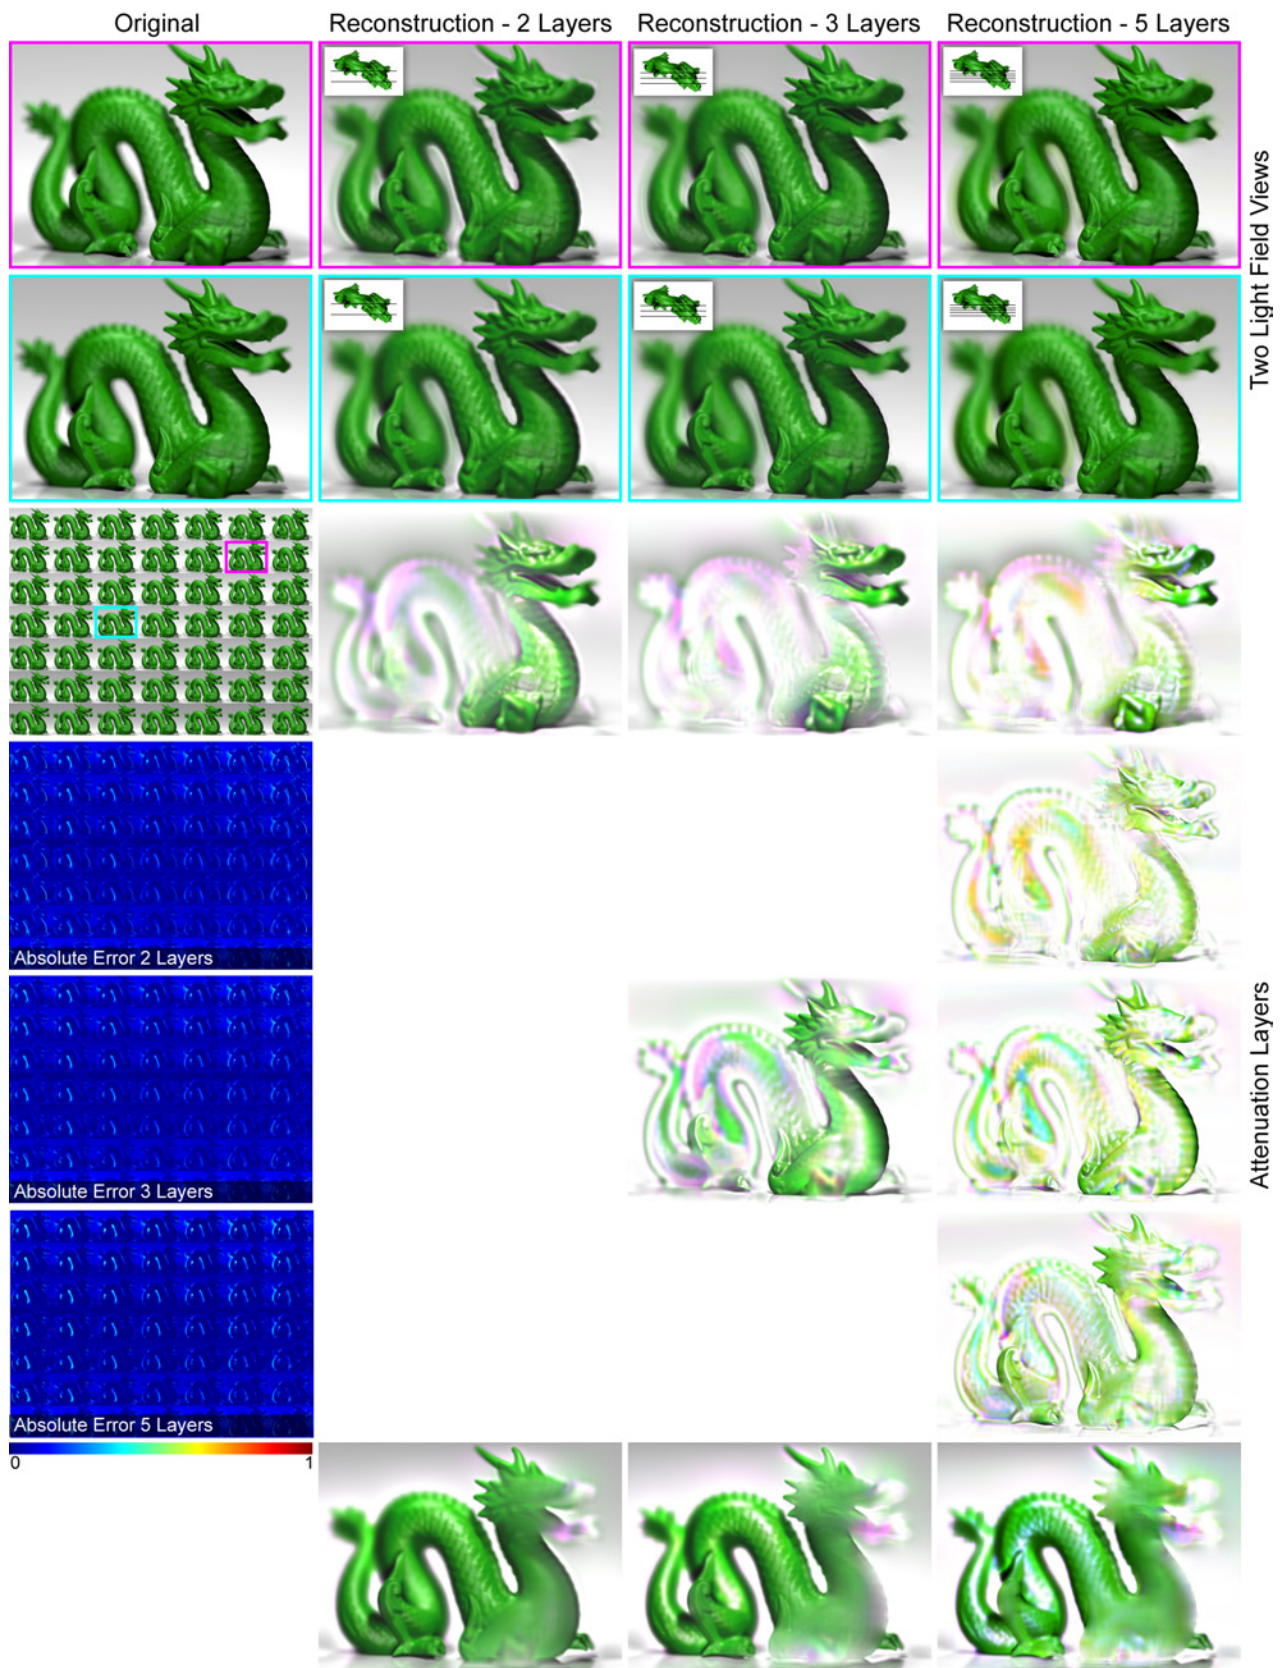 Original
Reconstruction - 2 Layers
Reconstruction - 3 Layers
Reconstruction - 5 Layers
Two Light Field Views
Absolute Error 2 Layers
Absolute Error 3 Layers
Attenuation Layers
Absolute Error 5 Layers
0
1